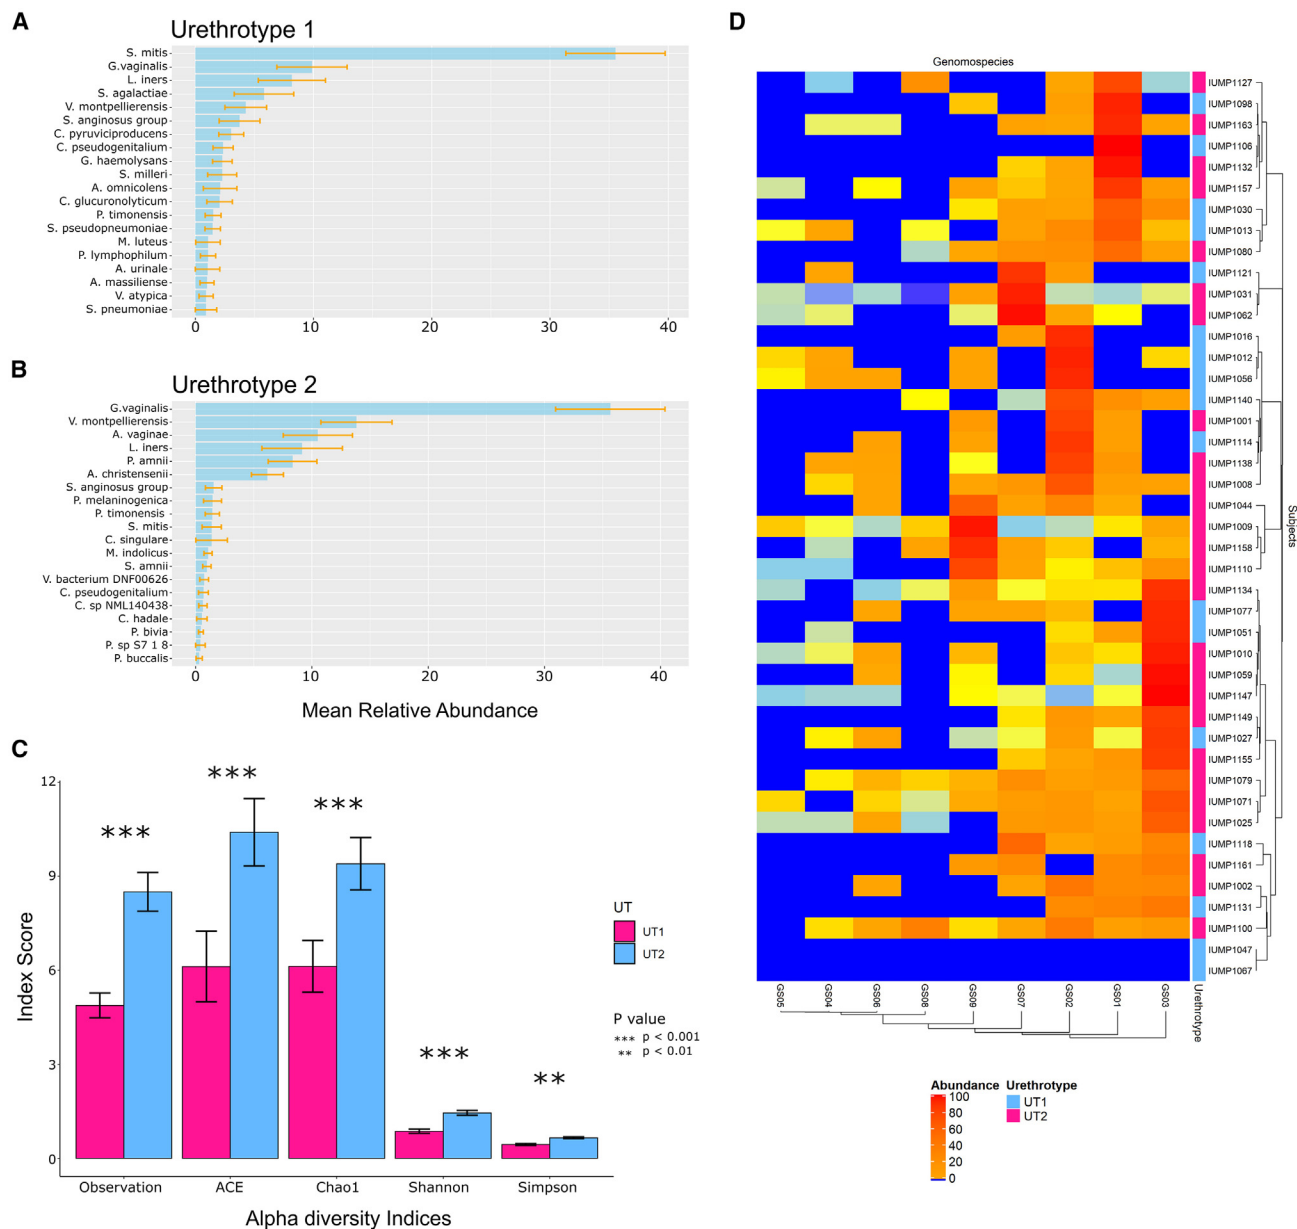 A
Urethrotype 1
S. mitis
G.vaginalis
L. iners
S. agalactiae
V. montpellierensis
S. anginosus group
C. pyruviciproducens
C. pseudogenitalium
G. haemolysans
S. milleri
A. omnicolens
C. glucuronolyticum
P. timonensis
S. pseudopneumoniae
M. luteus
P. lymphophilum
A. urinale
A. massiliense
V. atypica
S. pneumoniae
0 10 20 30 40
B
Urethrotype 2
G.vaginalis
V. montpellierensis
A. vaginae
L. iners
P. amnii
A. christensenii
S. anginosus group
P. melaninogenica
P. timonensis
S. mitis
C. singulare
M. indolicus
S. amnii
V. bacterium DNF00626
C. pseudogenitalium
C. sp NML140438
C. hadale
P. bivia
P. sp S7 1 8
P. buccalis
0 10 20 30 40
Mean Relative Abundance
C
Index Score
12
9
6
3
0
***
***
***
***
**
Observation ACE Chao1 Shannon Simpson
Alpha diversity Indices
UT
UT1
UT2
P value
*** p < 0.001
** p < 0.01
D
Genomospecies
IUMP1127
IUMP1098
IUMP1163
IUMP1106
IUMP1132
IUMP1157
IUMP1030
IUMP1013
IUMP1080
IUMP1121
IUMP1031
IUMP1062
IUMP1016
IUMP1012
IUMP1056
IUMP1140
IUMP1001
IUMP1114
IUMP1138
IUMP1008
IUMP1044
IUMP1009
IUMP1158
IUMP1110
IUMP1134
IUMP1077
IUMP1051
IUMP1010
IUMP1059
IUMP1147
IUMP1149
IUMP1027
IUMP1155
IUMP1079
IUMP1071
IUMP1025
IUMP1118
IUMP1161
IUMP1002
IUMP1131
IUMP1100
IUMP1047
IUMP1067
Subjects
GS05 GS04 GS06 GS08 GS09 GS07 GS02 GS01 GS03 Urethrotype
Abundance
100
80
60
40
20
0
Urethrotype
UT1
UT2